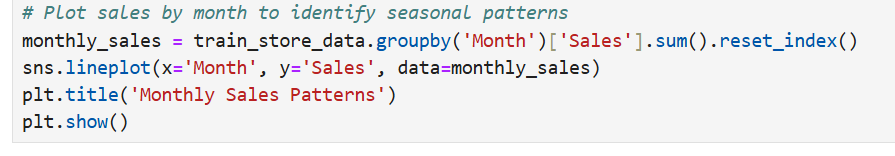 # Plot sales by month to identify seasonal patterns
monthly_sales = train_store_data.groupby('Month')['Sales'].sum().reset_index()
sns.lineplot(x='Month', y='Sales', data=monthly_sales)
plt.title('Monthly Sales Patterns')
plt.show()